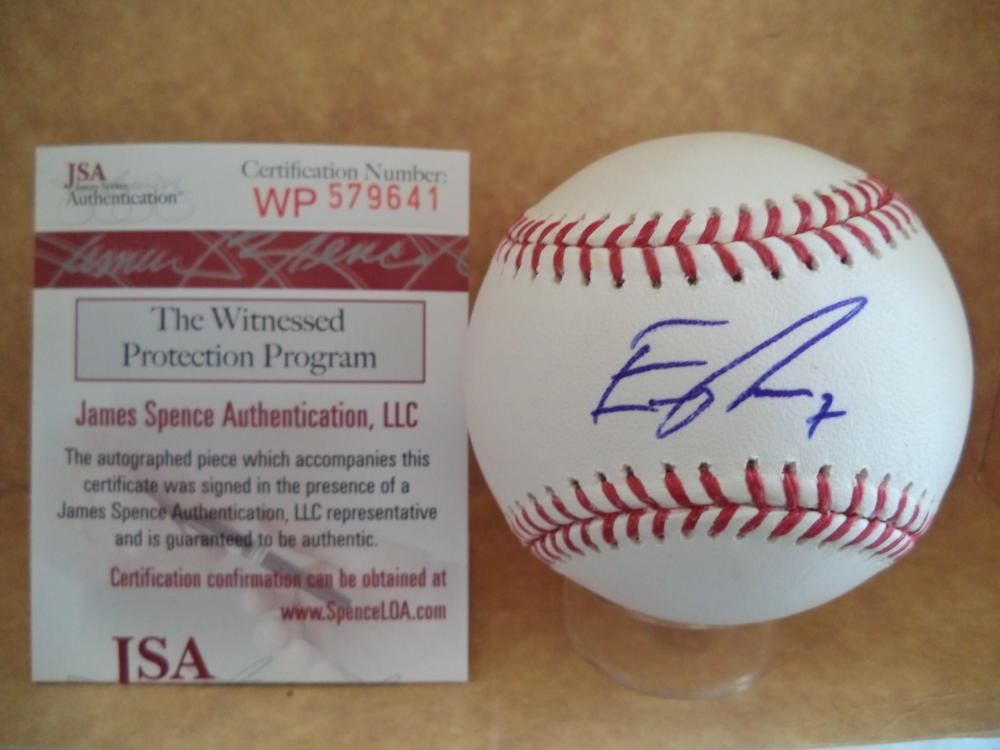 JSA
Authentication
Certification Number:
WP 579641
The Witnessed
Protection Program
James Spence Authentication, LLC
The autographed piece which accompanies this
certificate was signed in the presence of a
James Spence Authentication, LLC representative
and is guaranteed to be authentic.
Certification confirmation can be obtained at
www.SpenceLOA.com
JSA
7